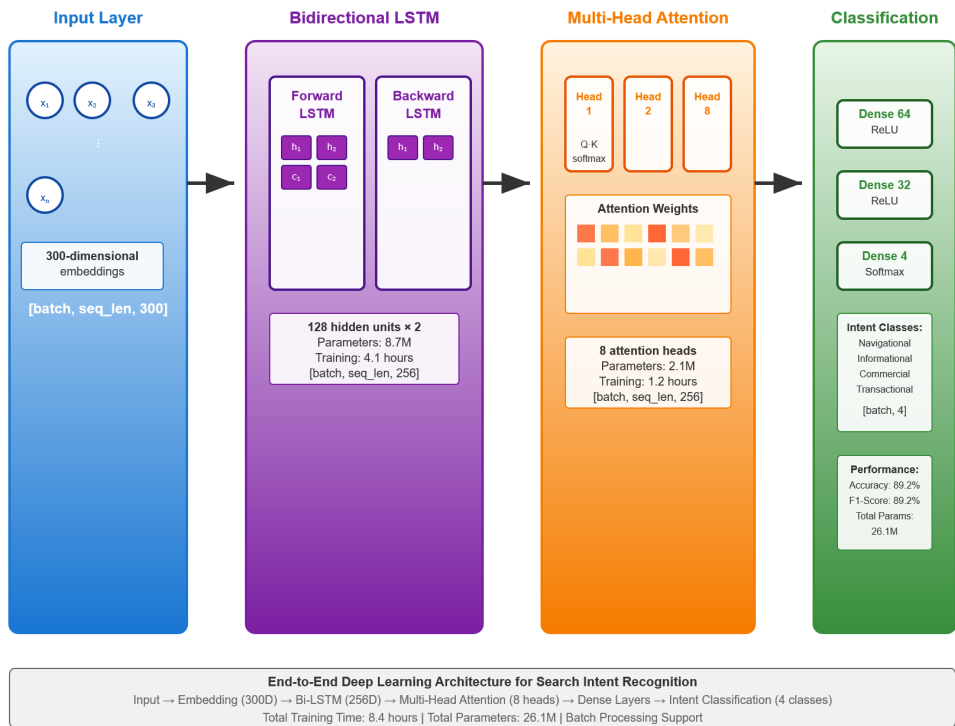 Input Layer
x₁ x₂ x₃
⋮
xₙ
300-dimensional
embeddings
[batch, seq_len, 300]
Bidirectional LSTM
Forward
LSTM
h₁ h₂
c₁ c₂
Backward
LSTM
h₁ h₂
128 hidden units × 2
Parameters: 8.7M
Training: 4.1 hours
[batch, seq_len, 256]
Multi-Head Attention
Head
1
Q·K
softmax
Head
2
Head
8
Attention Weights
8 attention heads
Parameters: 2.1M
Training: 1.2 hours
[batch, seq_len, 256]
Classification
Dense 64
ReLU
Dense 32
ReLU
Dense 4
Softmax
Intent Classes:
Navigational
Informational
Commercial
Transactional
[batch, 4]
Performance:
Accuracy: 89.2%
F1-Score: 89.2%
Total Params:
26.1M
End-to-End Deep Learning Architecture for Search Intent Recognition
Input → Embedding (300D) → Bi-LSTM (256D) → Multi-Head Attention (8 heads) → Dense Layers → Intent Classification (4 classes)
Total Training Time: 8.4 hours | Total Parameters: 26.1M | Batch Processing Support